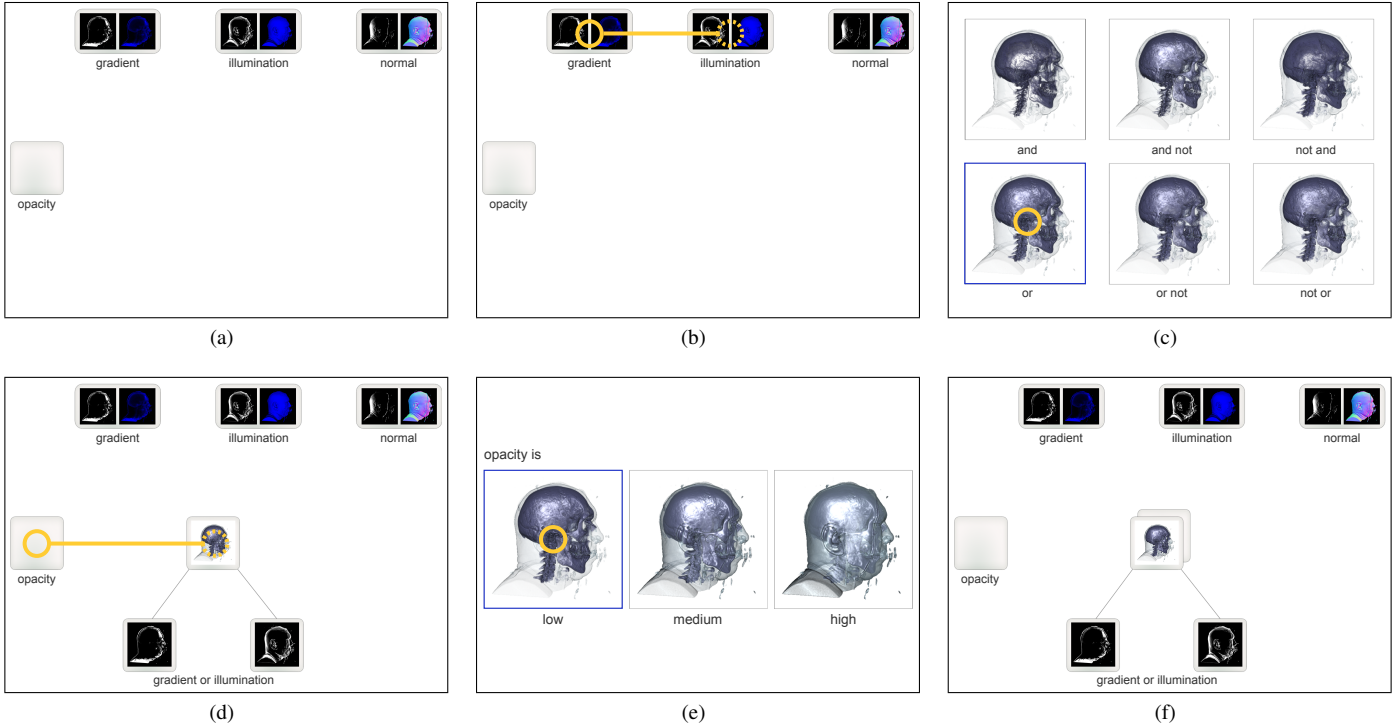 gradient illumination normal
opacity
(a)
gradient illumination normal
opacity
(b)
and and not not and
or or not not or
(c)
gradient illumination normal
opacity
gradient or illumination
(d)
opacity is
low medium high
(e)
gradient illumination normal
opacity
gradient or illumination
(f)